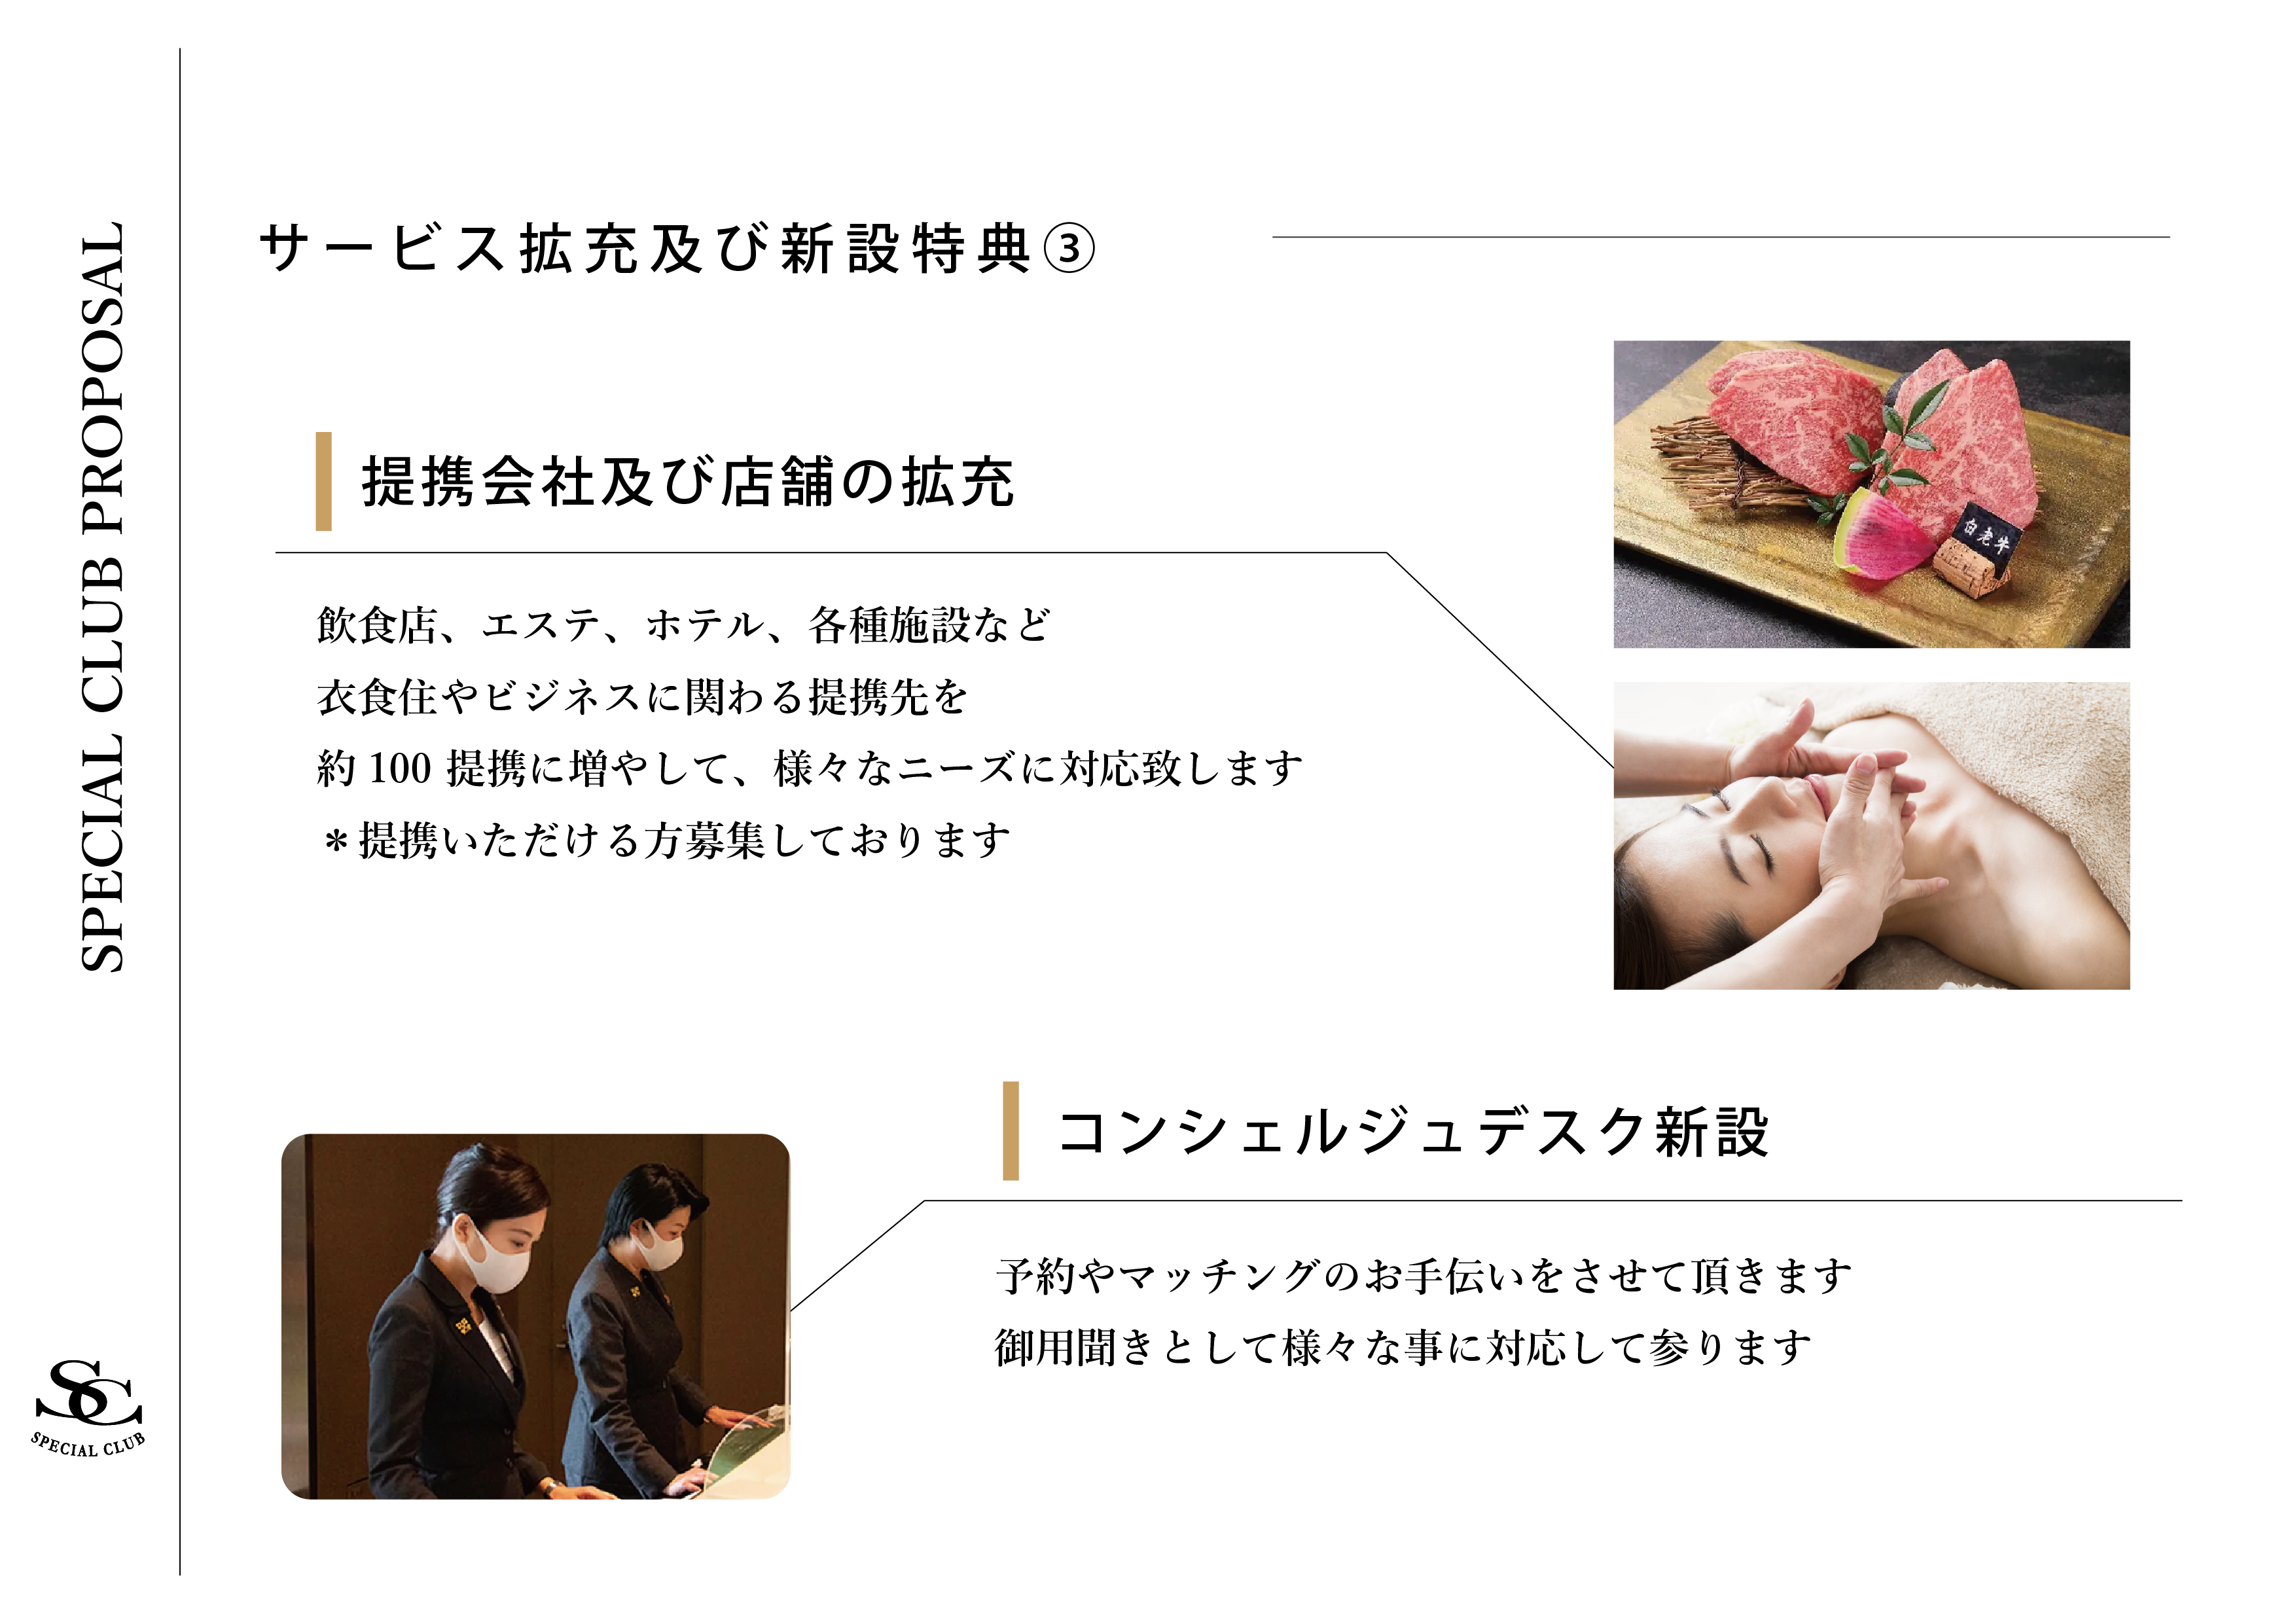 SPECIAL CLUB PROPOSAL
サービス拡充及び新設特典③
提携会社及び店舗の拡充
飲食店、エステ、ホテル、各種施設など
衣食住やビジネスに関わる提携先を
約 100 提携に増やして、様々なニーズに対応致します
＊提携いただける方募集しております
白老牛
コンシェルジュデスク新設
予約やマッチングのお手伝いをさせて頂きます
御用聞きとして様々な事に対応して参ります
SC
SPECIAL CLUB